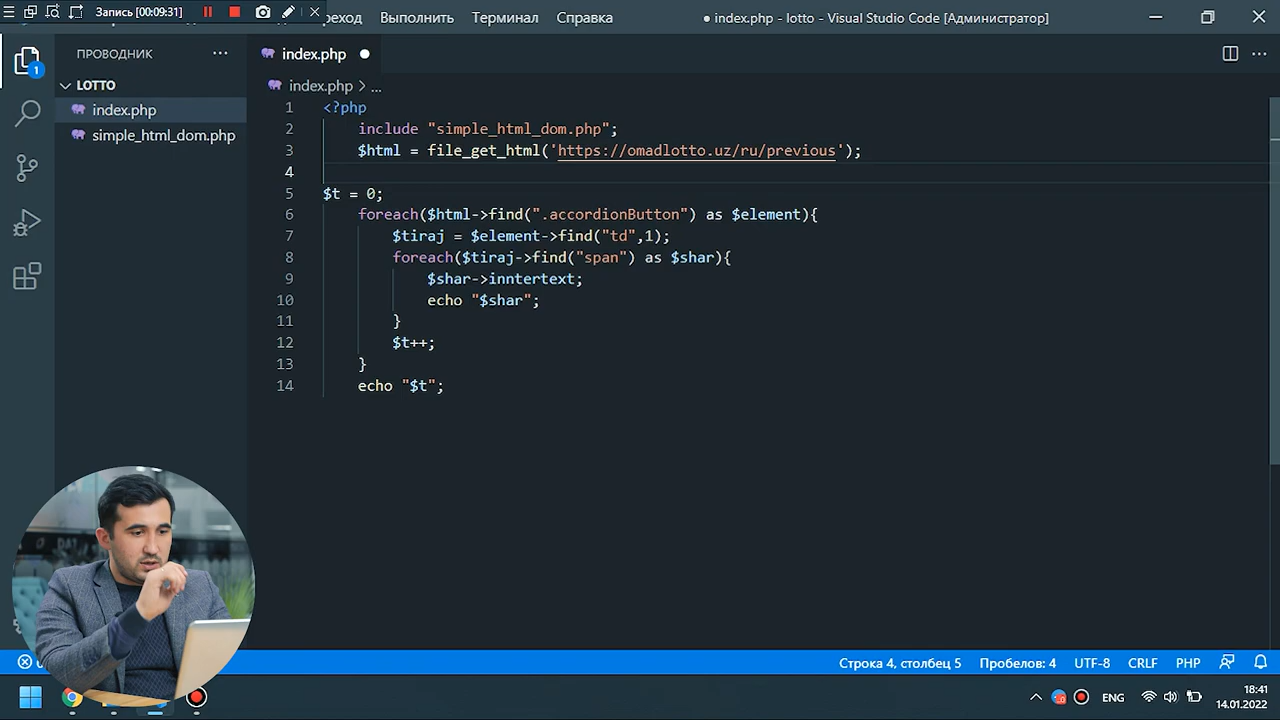 Запись [00:09:31]
реход Выполнить Терминал Справка
● index.php - lotto - Visual Studio Code [Администратор]
ПРОВОДНИК
LOTTO
index.php
simple_html_dom.php
1
index.php
index.php > ...
1 <?php
2 include "simple_html_dom.php";
3 $html = file_get_html('https://omadlotto.uz/ru/previous');
4
5 $t = 0;
6 foreach($html->find(".accordionButton") as $element){
7 $tiraj = $element->find("td",1);
8 foreach($tiraj->find("span") as $shar){
9 $shar->inntertext;
10 echo "$shar";
11 }
12 $t++;
13 }
14 echo "$t";
Строка 4, столбец 5 Пробелов: 4 UTF-8 CRLF PHP
ENG
18:41
14.01.2022